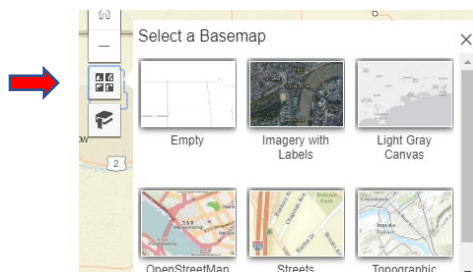 Select a Basemap
Empty
Imagery with
Labels
Light Gray
Canvas
2
OpenStreetMap
Streets
Topographic